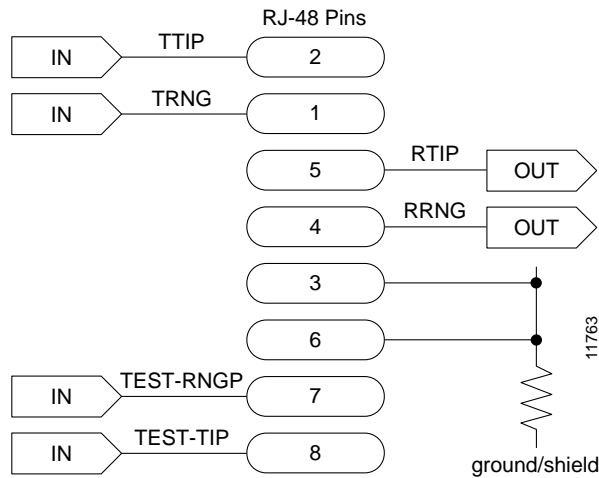 RJ-48 Pins
IN TTIP 2
IN TRNG 1
5 RTIP OUT
4 RRNG OUT
3
6
11763
IN TEST-RNGP 7
IN TEST-TIP 8
ground/shield